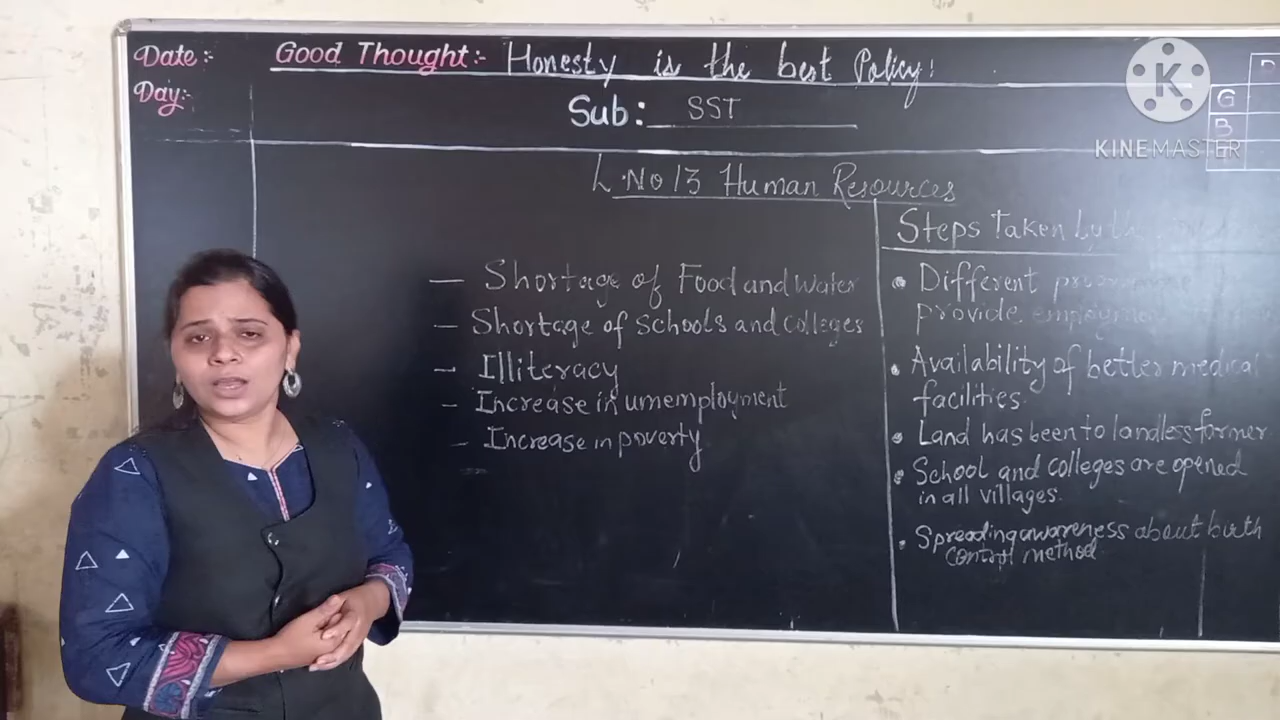 Date :-
Good Thought:- Honesty is the best Policy!
Day:-
Sub: SST
G
B
K
KINEMASTER
L.No 13 Human Resources
— Shortage of Food and Water
— Shortage of Schools and Colleges
— Illiteracy
— Increase in umemployment
— Increase in poverty
Steps Taken
• Different
provide
• Availability of better medical
facilities.
• Land has been to landless farmer
• School and colleges are opened
in all villages.
• Spreading awareness about birth
control method